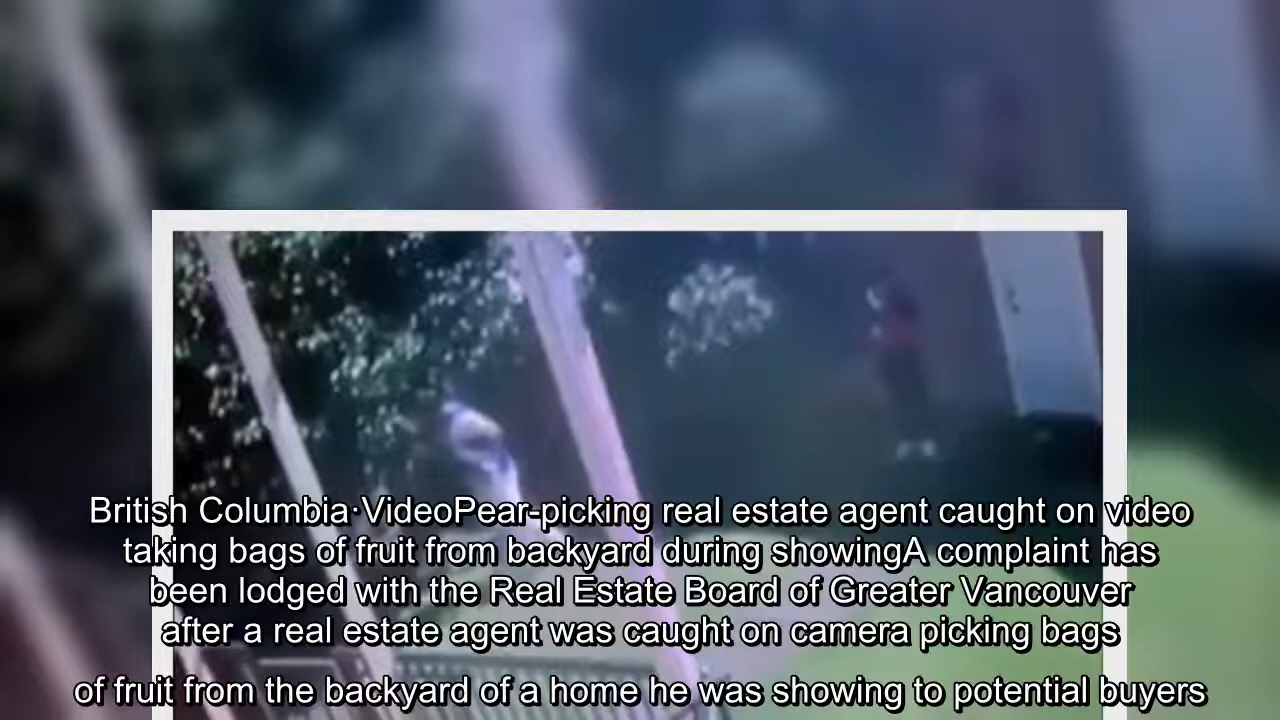 British Columbia·VideoPear-picking real estate agent caught on video
taking bags of fruit from backyard during showingA complaint has
been lodged with the Real Estate Board of Greater Vancouver
after a real estate agent was caught on camera picking bags
of fruit from the backyard of a home he was showing to potential buyers